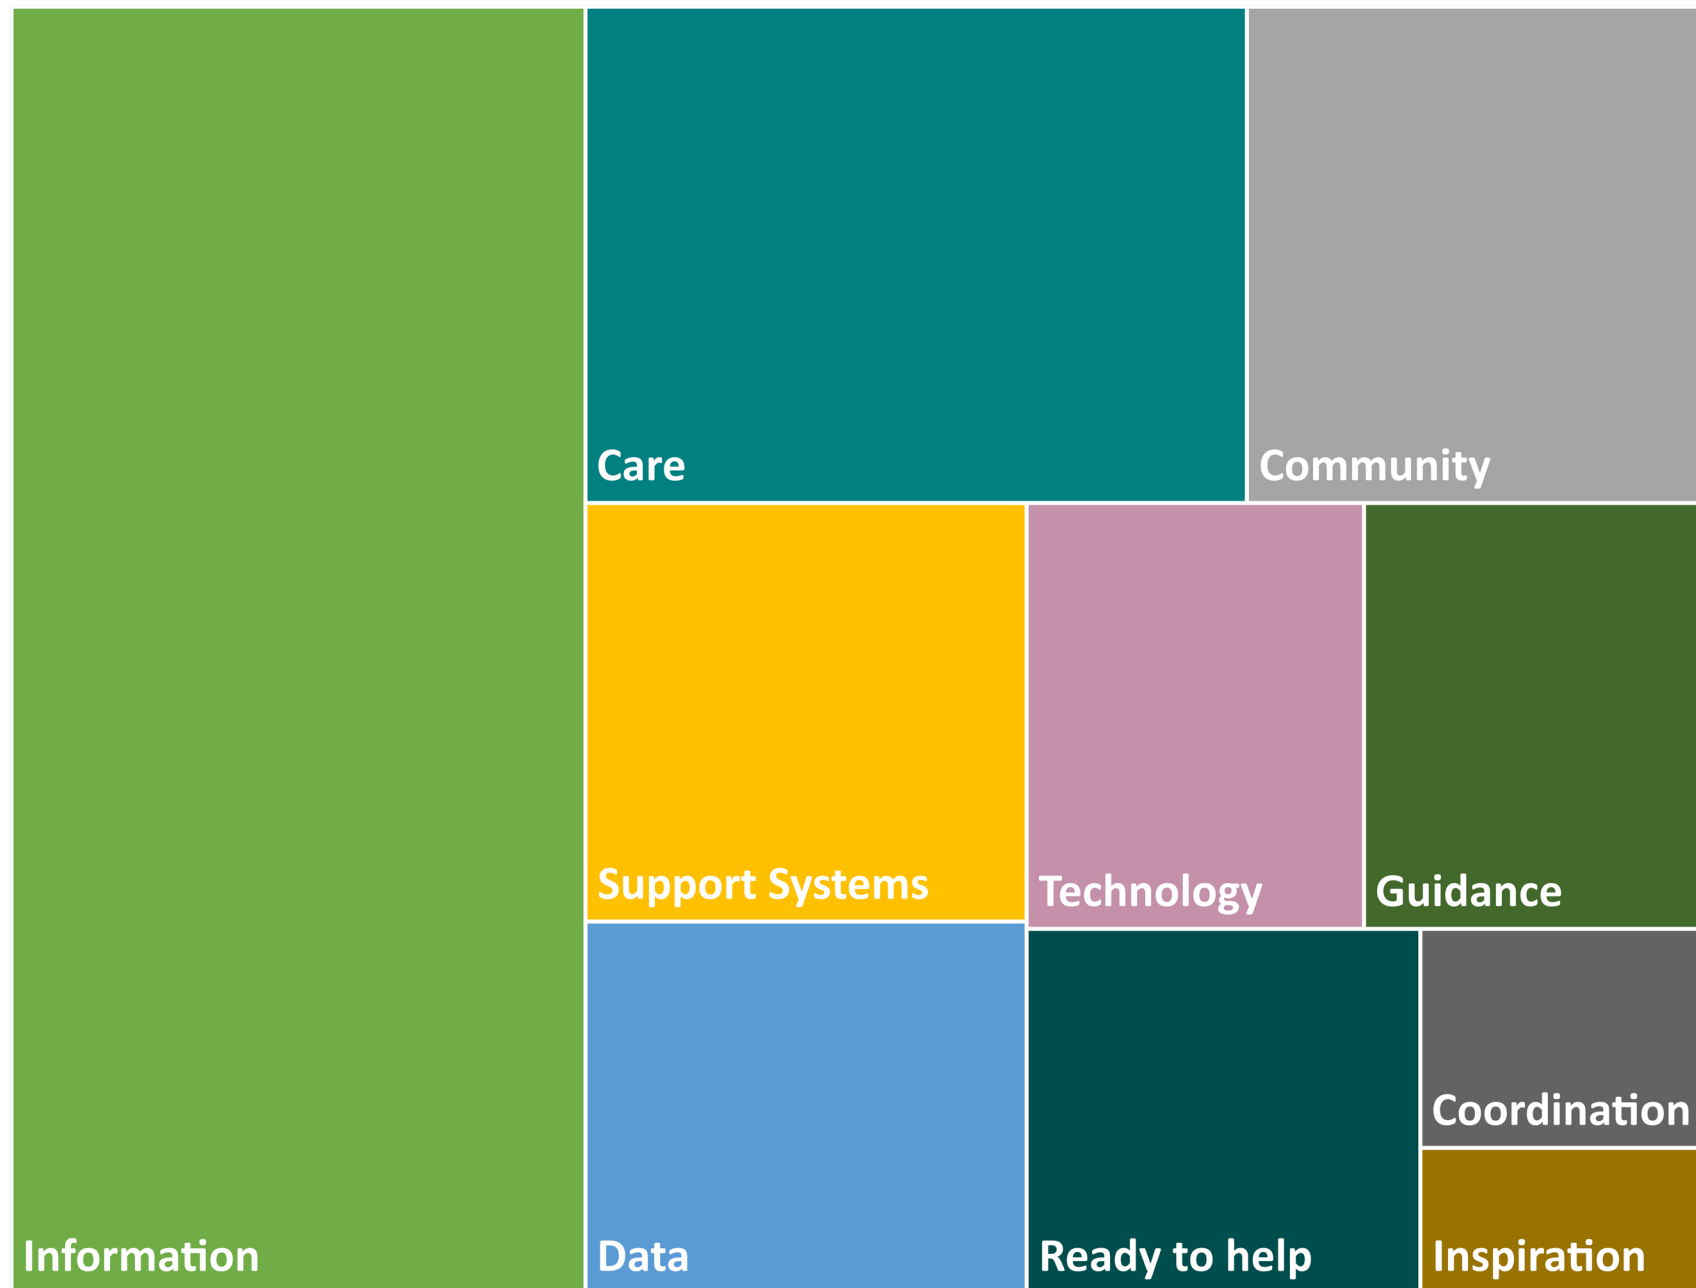 Care
Community
Support Systems
Technology
Guidance
Coordination
Information
Data
Ready to help
Inspiration